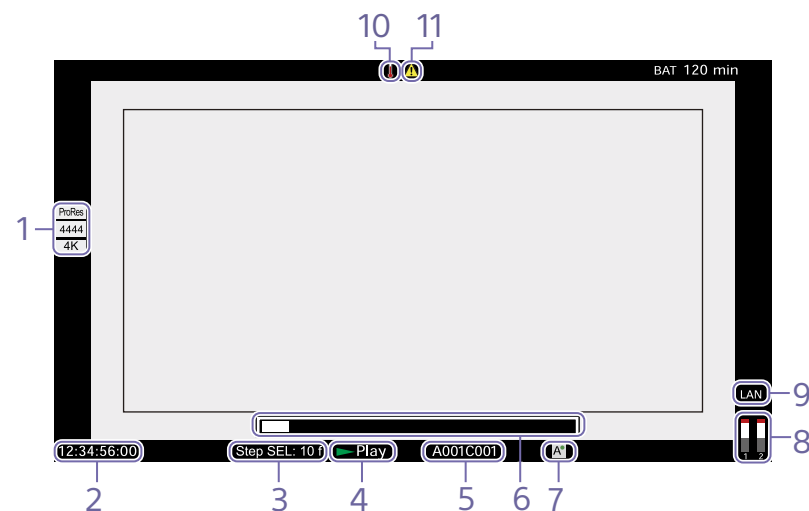 10 11
BAT 120 min
1
ProRes
4444
4K
LAN
9
8
1 2
12:34:56:00
Step SEL: 10 f
Play
A001C001
A
2 3 4 5 6 7